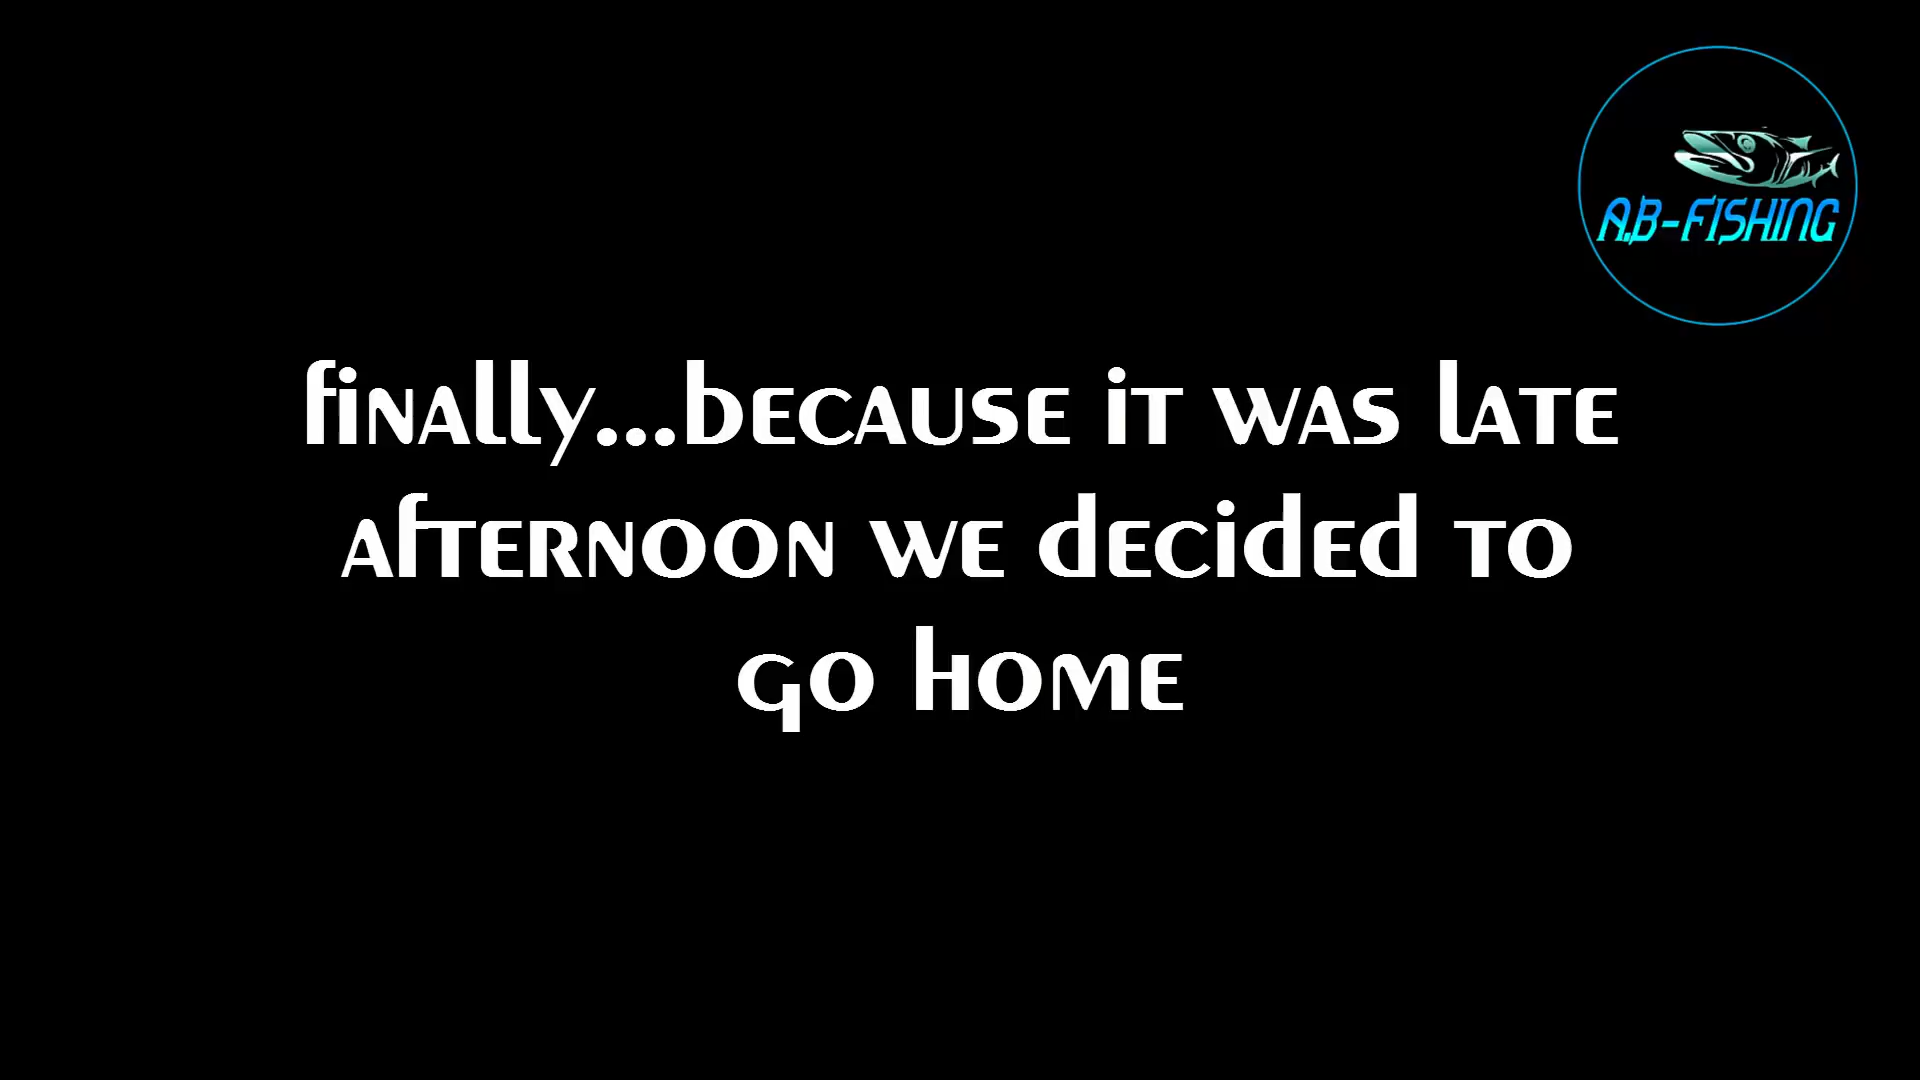 A.B-FISHING
finally...because it was late
afternoon we decided to
go home